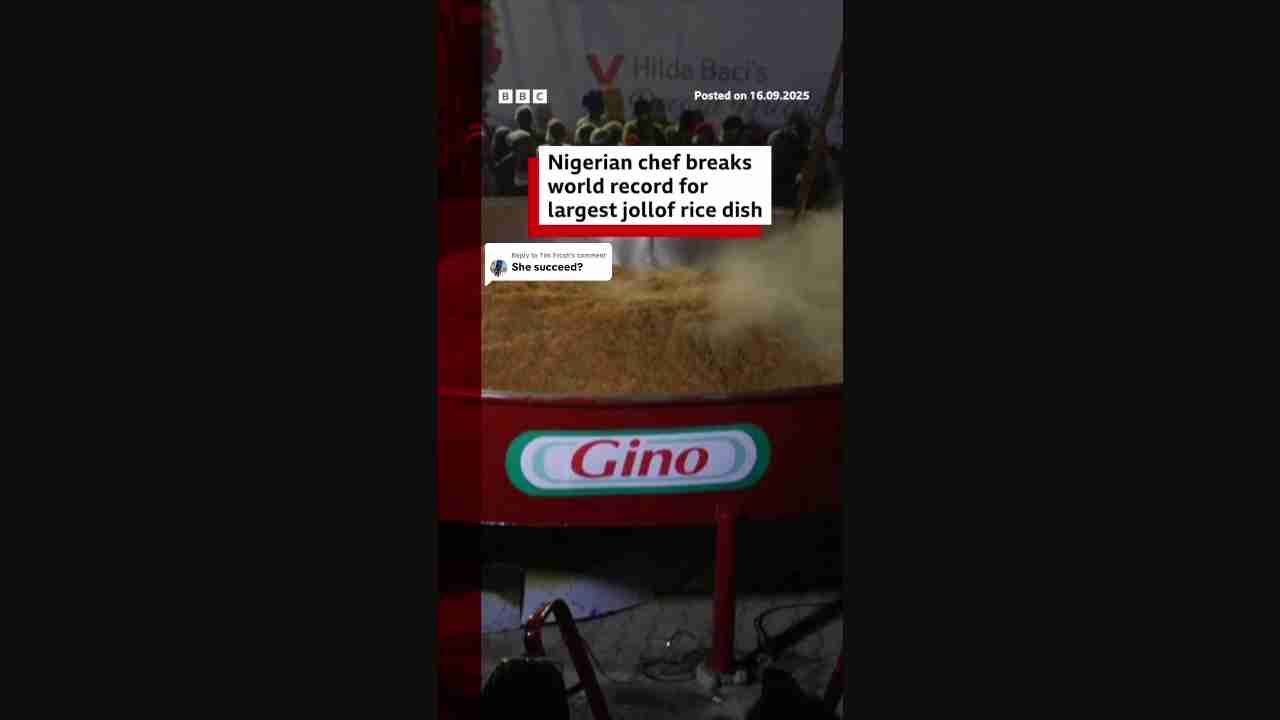 Hilda Baci's
BBC
Posted on 16.09.2025
Nigerian chef breaks
world record for
largest jollof rice dish
Reply to Tim Frost's comment
She succeed?
Gino